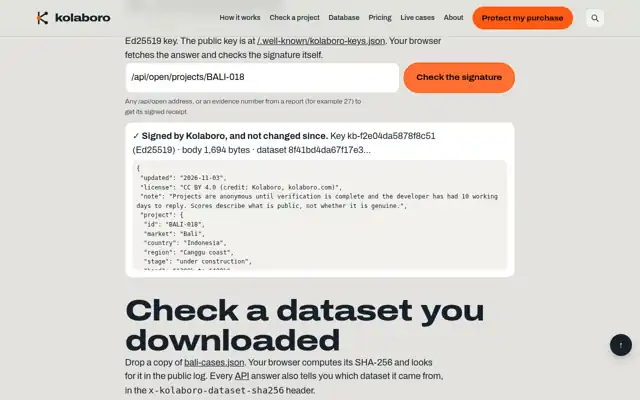 kolaboro
How it works Check a project Database Pricing Live cases About Protect my purchase
Ed25519 key. The public key is at /.well-known/kolaboro-keys.json. Your browser
fetches the answer and checks the signature itself.
/api/open/projects/BALI-018 Check the signature
Any /api/open address, or an evidence number from a report (for example 27) to
get its signed receipt.
✓ Signed by Kolaboro, and not changed since. Key kb-f2e04da5878f8c51
(Ed25519) · body 1,694 bytes · dataset 8f41bd4da67f17e3...
{
"updated": "2026-11-03",
"license": "CC BY 4.0 (credit: Kolaboro, kolaboro.com)",
"note": "Projects are anonymous until verification is complete and the developer has had 10 working
days to reply. Scores describe what is public, not whether it is genuine.",
"project": {
"id": "BALI-018",
"market": "Bali",
"country": "Indonesia",
"region": "Canggu coast",
"stage": "under construction",
Check a dataset you
downloaded
Drop a copy of bali-cases.json. Your browser computes its SHA-256 and looks
for it in the public log. Every API answer also tells you which dataset it came from,
in the x-kolaboro-dataset-sha256 header.
↑